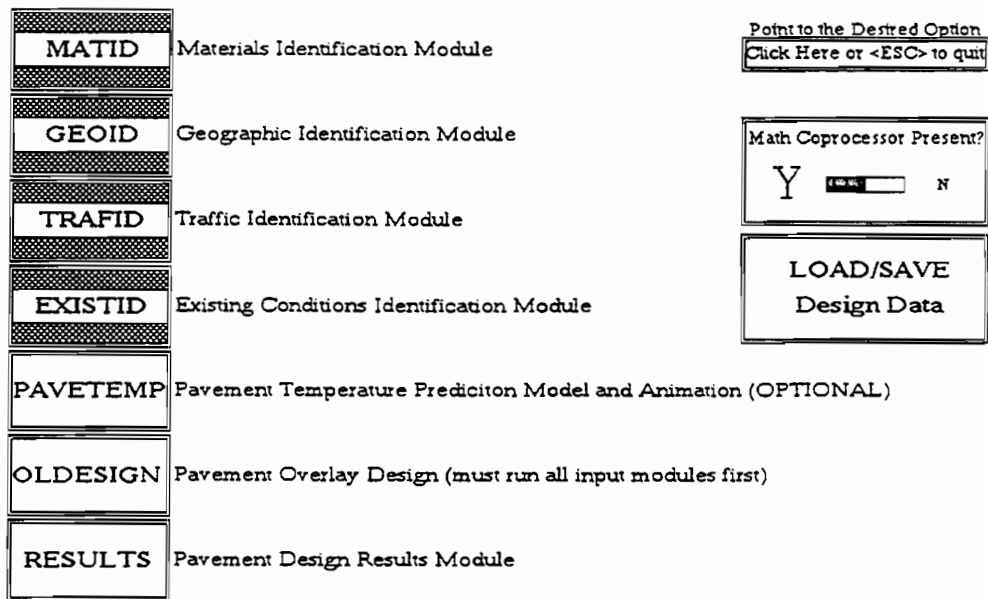 MATID Materials Identification Module
GEOID Geographic Identification Module
TRAFID Traffic Identification Module
EXISTID Existing Conditions Identification Module
PAVETEMP Pavement Temperature Prediciton Model and Animation (OPTIONAL)
OLDESIGN Pavement Overlay Design (must run all input modules first)
RESULTS Pavement Design Results Module
Point to the Desired Option
Click Here or <ESC> to quit
Math Coprocessor Present?
Y N
LOAD/SAVE
Design Data